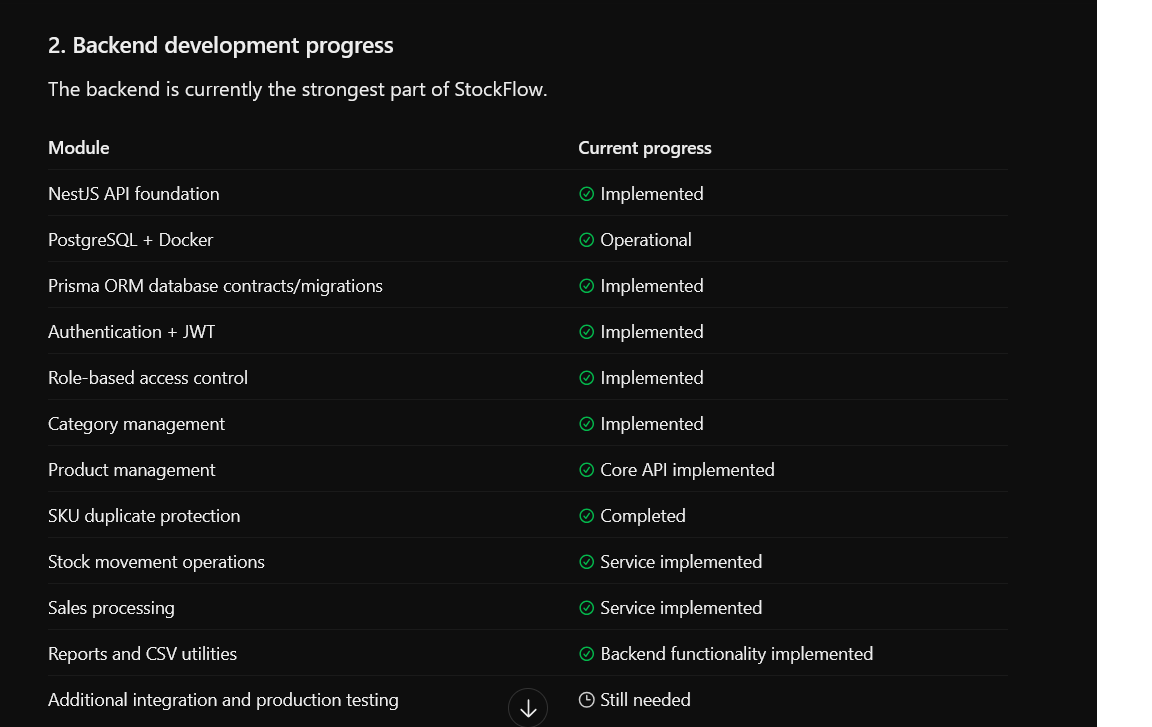 2. Backend development progress
The backend is currently the strongest part of StockFlow.
Module Current progress
NestJS API foundation Implemented
PostgreSQL + Docker Operational
Prisma ORM database contracts/migrations Implemented
Authentication + JWT Implemented
Role-based access control Implemented
Category management Implemented
Product management Core API implemented
SKU duplicate protection Completed
Stock movement operations Service implemented
Sales processing Service implemented
Reports and CSV utilities Backend functionality implemented
Additional integration and production testing Still needed